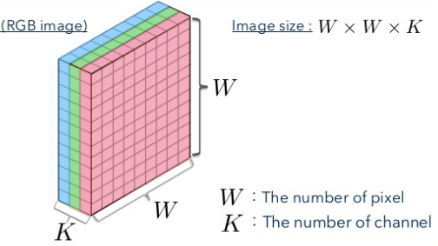 (RGB image)
Image size : W × W × K
W
W
K
W : The number of pixel
K : The number of channel